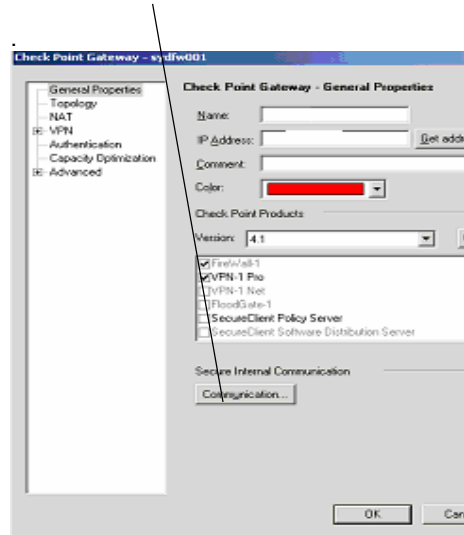 .
Check Point Gateway - sydfw001
General Properties
Topology
NAT
VPN
Authentication
Capacity Optimization
Advanced
Check Point Gateway - General Properties
Name:
IP Address:
Get addr
Comment:
Color:
Check Point Products
Version: 4.1
FireWall-1
VPN-1 Pro
VPN-1 Net
FloodGate-1
SecureClient Policy Server
SecureClient Software Distribution Server
Secure Internal Communication
Communication...
OK
Can